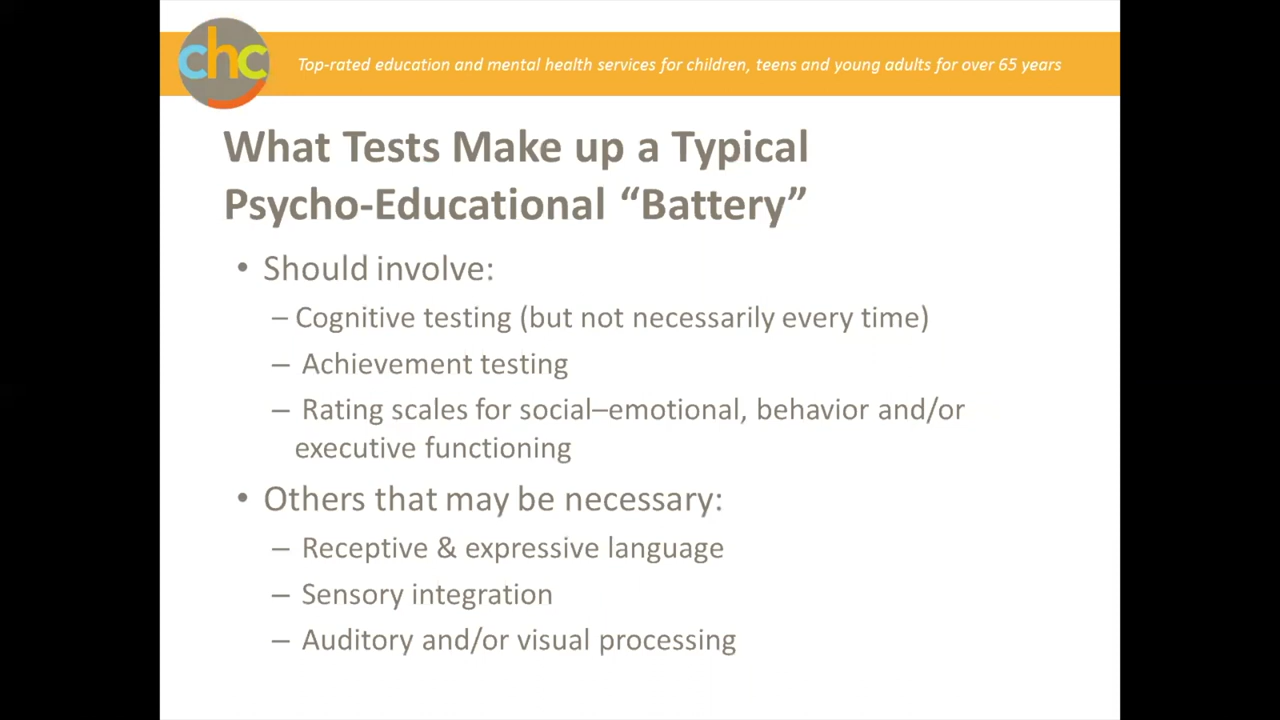 chc
Top-rated education and mental health services for children, teens and young adults for over 65 years
What Tests Make up a Typical
Psycho-Educational “Battery”
• Should involve:
– Cognitive testing (but not necessarily every time)
– Achievement testing
– Rating scales for social–emotional, behavior and/or
executive functioning
• Others that may be necessary:
– Receptive & expressive language
– Sensory integration
– Auditory and/or visual processing